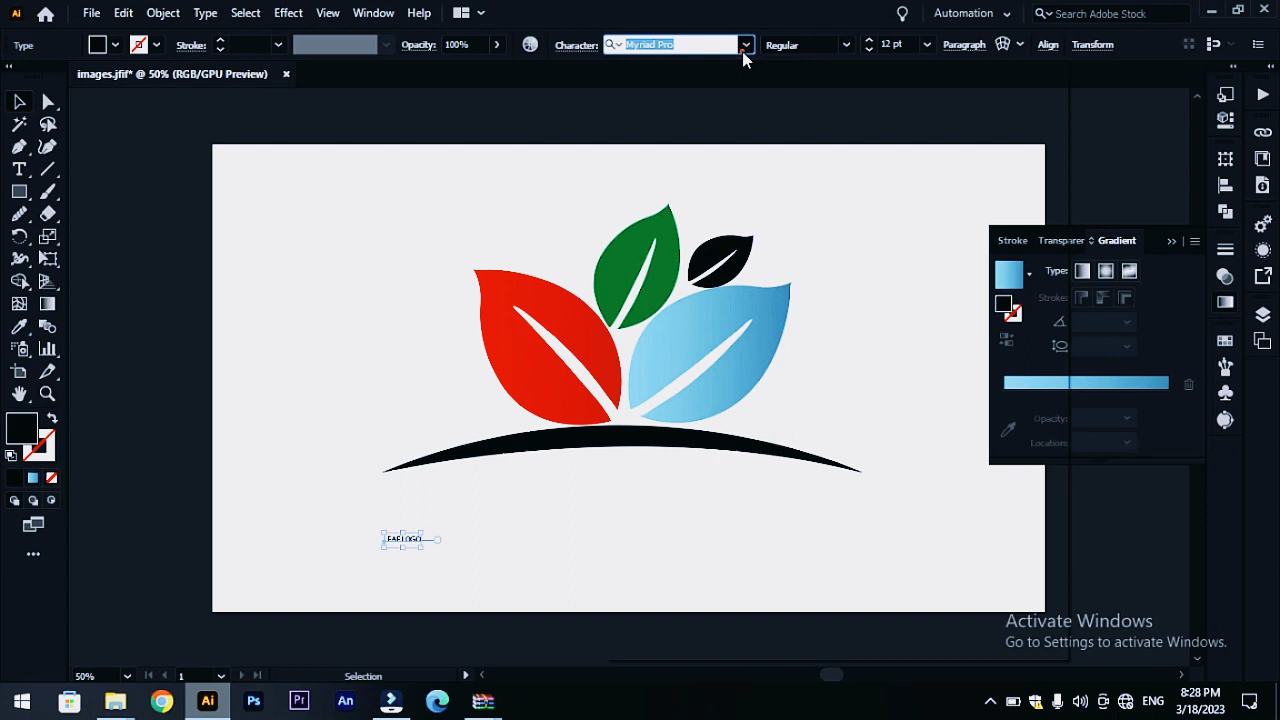 File Edit Object Type Select Effect View Window Help Automation Search Adobe Stock
Type Stroke: Opacity: 100% Character: Myriad Pro Regular 12 pt Paragraph Align Transform
images.jfif* @ 50% (RGB/GPU Preview)
Stroke Transparer Gradient
Type:
Stroke:
Opacity:
Location:
LEAF LOGO
Activate Windows
Go to Settings to activate Windows.
50% 1 Selection
Ai Ps Pr An Ai ENG
3:28 PM
3/18/2023